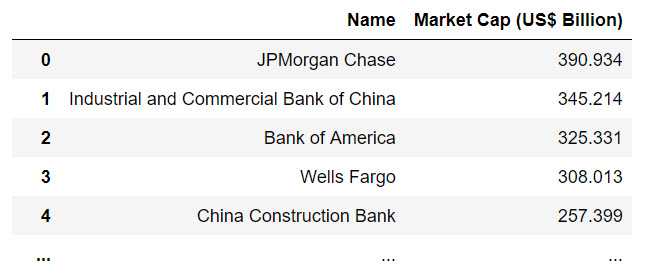 Name Market Cap (US$ Billion)
0 JPMorgan Chase 390.934
1 Industrial and Commercial Bank of China 345.214
2 Bank of America 325.331
3 Wells Fargo 308.013
4 China Construction Bank 257.399
... ... ...